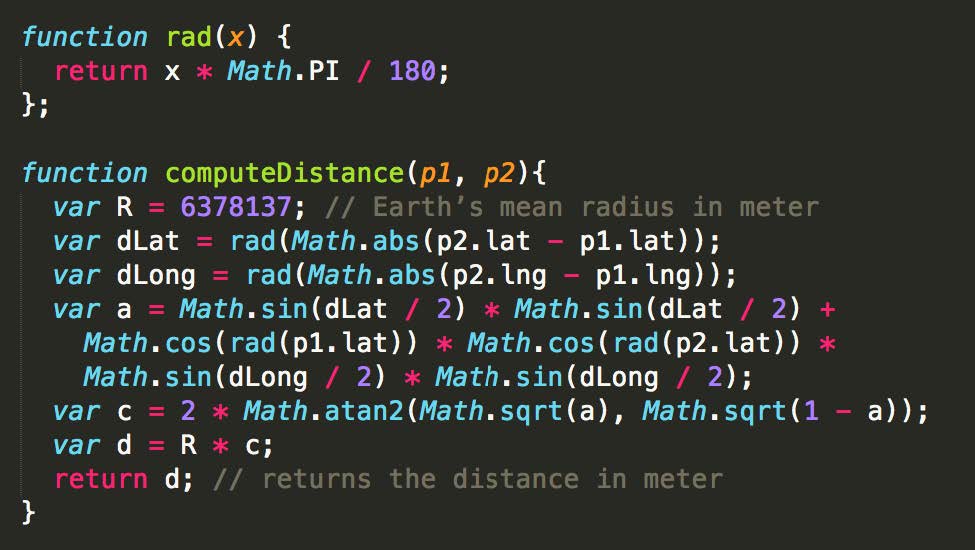 function rad(x) {
  return x * Math.PI / 180;
};

function computeDistance(p1, p2){
  var R = 6378137; // Earth’s mean radius in meter
  var dLat = rad(Math.abs(p2.lat - p1.lat));
  var dLong = rad(Math.abs(p2.lng - p1.lng));
  var a = Math.sin(dLat / 2) * Math.sin(dLat / 2) +
    Math.cos(rad(p1.lat)) * Math.cos(rad(p2.lat)) *
    Math.sin(dLong / 2) * Math.sin(dLong / 2);
  var c = 2 * Math.atan2(Math.sqrt(a), Math.sqrt(1 - a));
  var d = R * c;
  return d; // returns the distance in meter
}